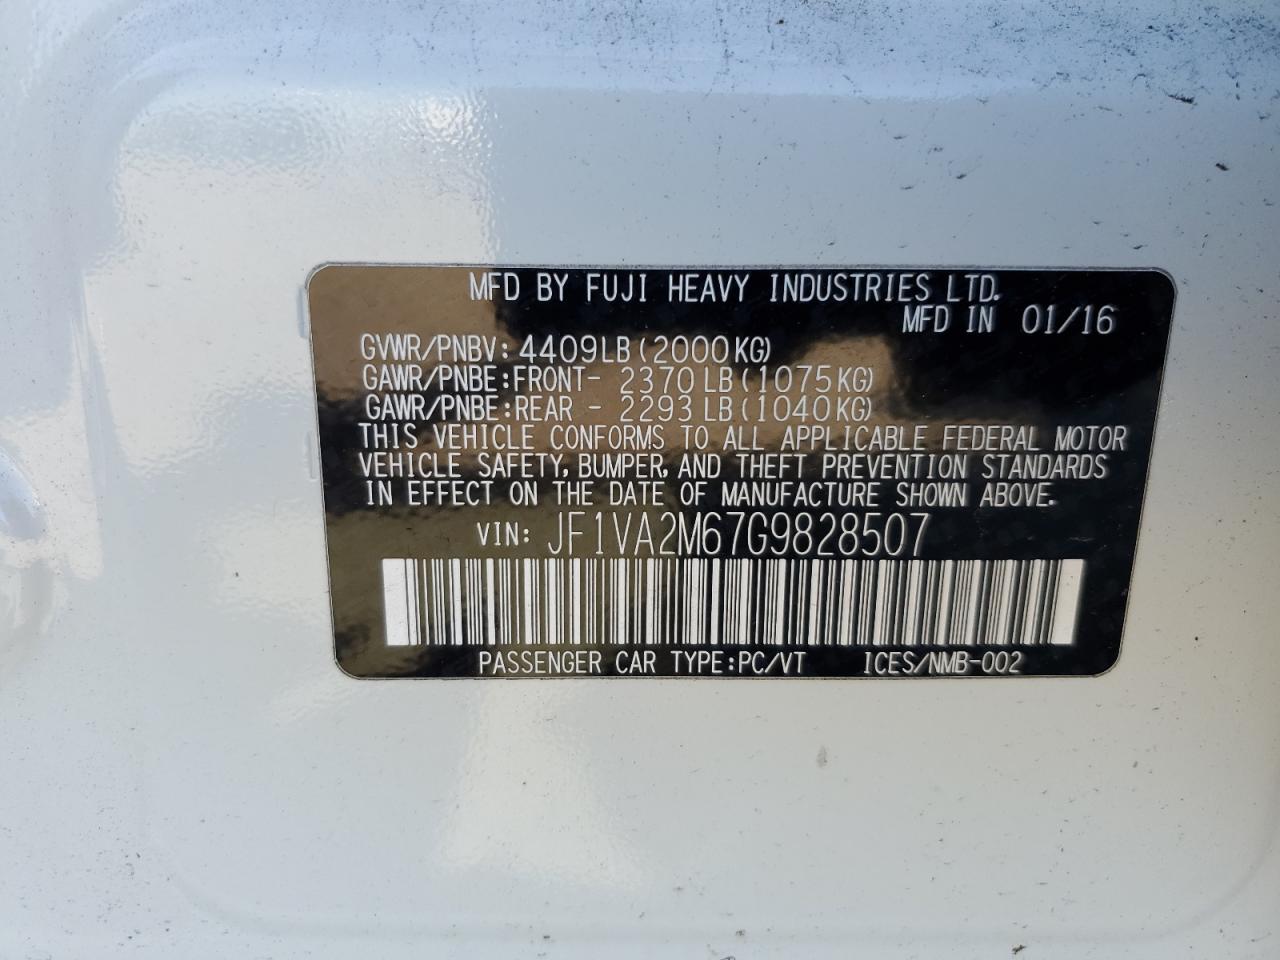 MFD BY FUJI HEAVY INDUSTRIES LTD.
MFD IN 01/16
GVWR/PNBV: 4409LB(2000KG)
GAWR/PNBE:FRONT- 2370LB(1075KG)
GAWR/PNBE:REAR - 2293LB(1040KG)
THIS VEHICLE CONFORMS TO ALL APPLICABLE FEDERAL MOTOR
VEHICLE SAFETY, BUMPER, AND THEFT PREVENTION STANDARDS
IN EFFECT ON THE DATE OF MANUFACTURE SHOWN ABOVE.
VIN: JF1VA2M67G9828507
PASSENGER CAR TYPE:PC/VT ICES/NMB-002